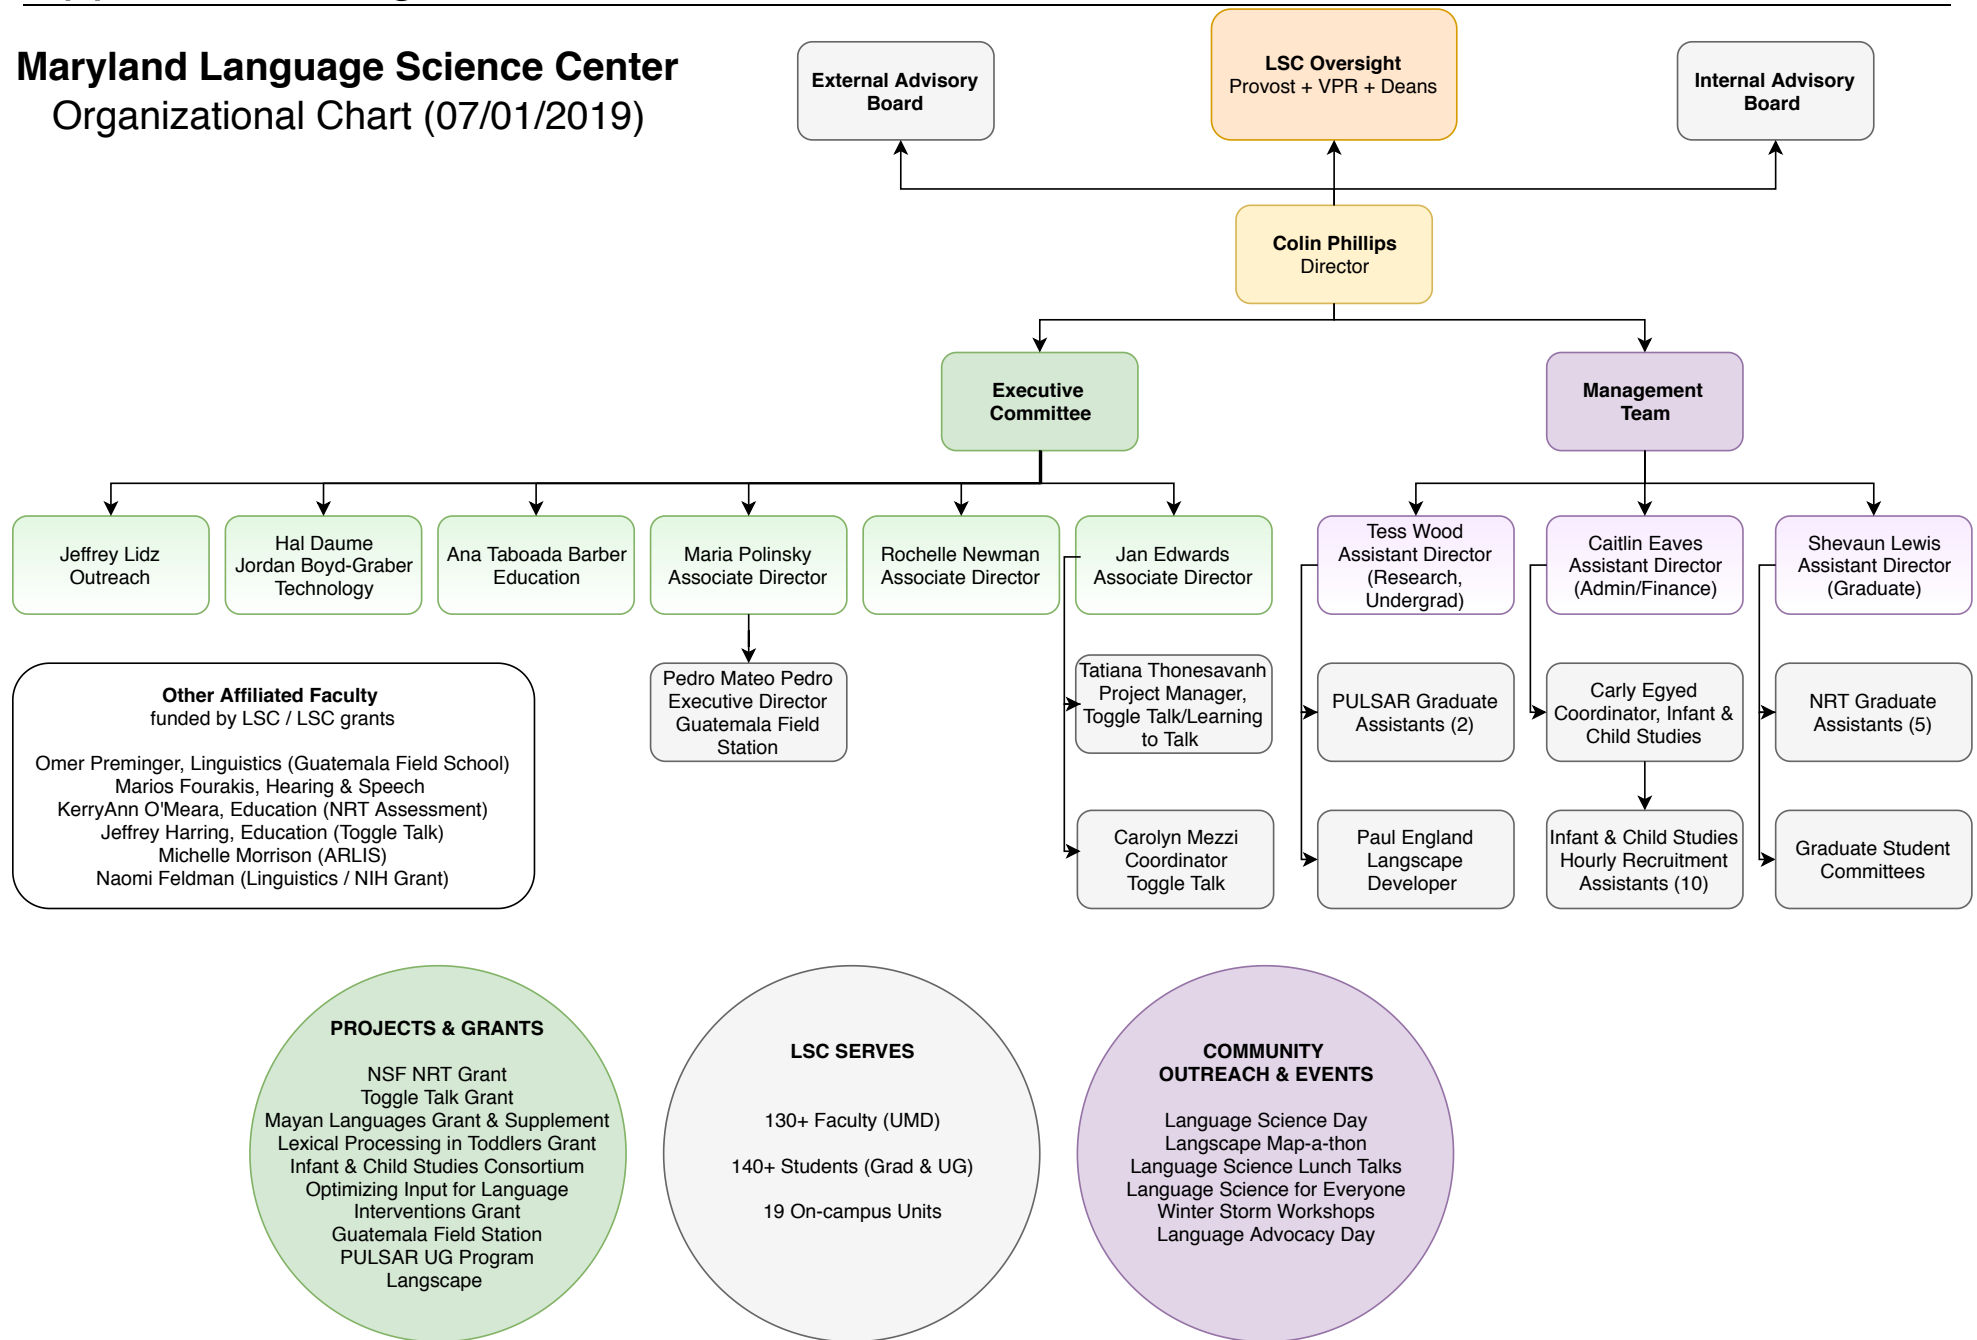 Maryland Language Science Center
Organizational Chart (07/01/2019)
External Advisory
Board
LSC Oversight
Provost + VPR + Deans
Internal Advisory
Board
Colin Phillips
Director
Executive
Committee
Management
Team
Jeffrey Lidz
Outreach
Hal Daume
Jordan Boyd-Graber
Technology
Ana Taboada Barber
Education
Maria Polinsky
Associate Director
Rochelle Newman
Associate Director
Jan Edwards
Associate Director
Tess Wood
Assistant Director
(Research,
Undergrad)
Caitlin Eaves
Assistant Director
(Admin/Finance)
Shevaun Lewis
Assistant Director
(Graduate)
Other Affiliated Faculty
funded by LSC / LSC grants
Omer Preminger, Linguistics (Guatemala Field School)
Marios Fourakis, Hearing & Speech
KerryAnn O'Meara, Education (NRT Assessment)
Jeffrey Harring, Education (Toggle Talk)
Michelle Morrison (ARLIS)
Naomi Feldman (Linguistics / NIH Grant)
Pedro Mateo Pedro
Executive Director
Guatemala Field
Station
Tatiana Thonesavanh
Project Manager,
Toggle Talk/Learning
to Talk
PULSAR Graduate
Assistants (2)
Carly Egyed
Coordinator, Infant &
Child Studies
NRT Graduate
Assistants (5)
Carolyn Mezzi
Coordinator
Toggle Talk
Paul England
Langscape
Developer
Infant & Child Studies
Hourly Recruitment
Assistants (10)
Graduate Student
Committees
PROJECTS & GRANTS
NSF NRT Grant
Toggle Talk Grant
Mayan Languages Grant & Supplement
Lexical Processing in Toddlers Grant
Infant & Child Studies Consortium
Optimizing Input for Language
Interventions Grant
Guatemala Field Station
PULSAR UG Program
Langscape
LSC SERVES
130+ Faculty (UMD)
140+ Students (Grad & UG)
19 On-campus Units
COMMUNITY
OUTREACH & EVENTS
Language Science Day
Langscape Map-a-thon
Language Science Lunch Talks
Language Science for Everyone
Winter Storm Workshops
Language Advocacy Day